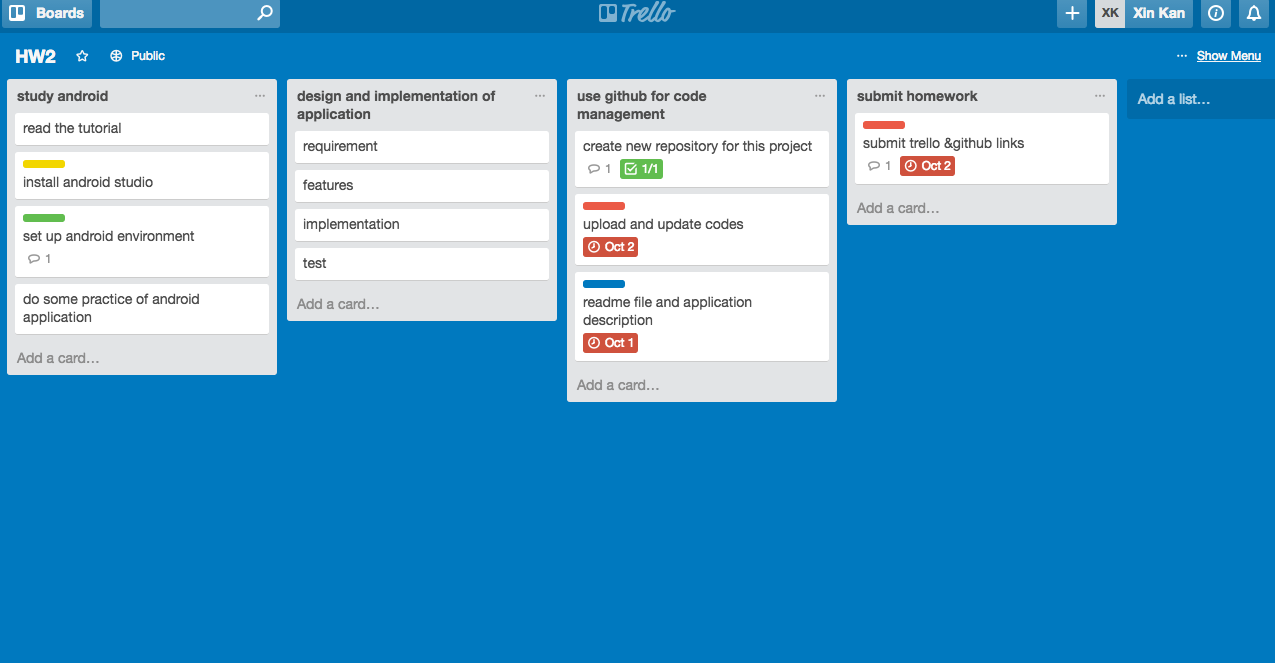 Boards
Trello
XK Xin Kan
HW2
Public
... Show Menu
study android
read the tutorial
install android studio
set up android environment
1
do some practice of android
application
Add a card...
design and implementation of
application
requirement
features
implementation
test
Add a card...
use github for code
management
create new repository for this project
1 1/1
upload and update codes
Oct 2
readme file and application
description
Oct 1
Add a card...
submit homework
submit trello &github links
1 Oct 2
Add a card...
Add a list...